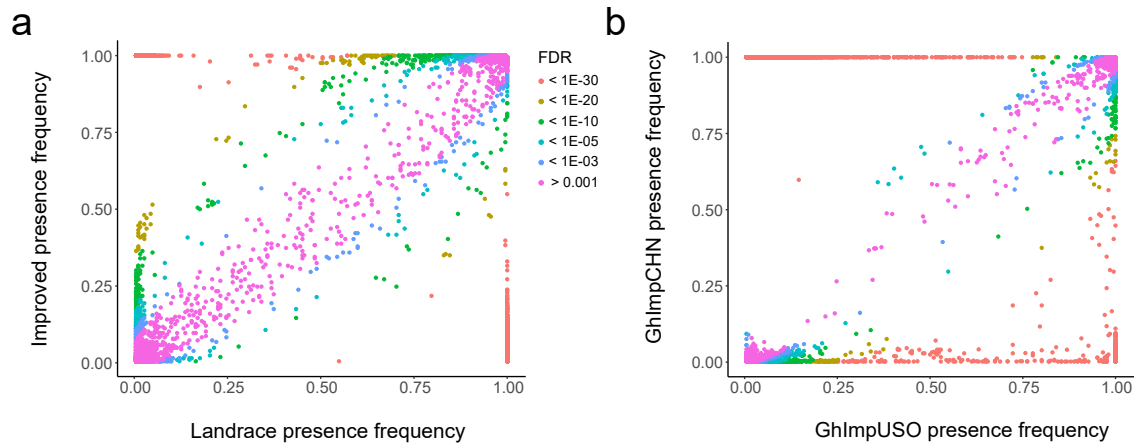 a
Improved presence frequency
1.00
0.75
0.50
0.25
0.00
0.00 0.25 0.50 0.75 1.00
Landrace presence frequency
FDR
< 1E-30
< 1E-20
< 1E-10
< 1E-05
< 1E-03
> 0.001
b
GhImpCHN presence frequency
1.00
0.75
0.50
0.25
0.00
0.00 0.25 0.50 0.75 1.00
GhImpUSO presence frequency